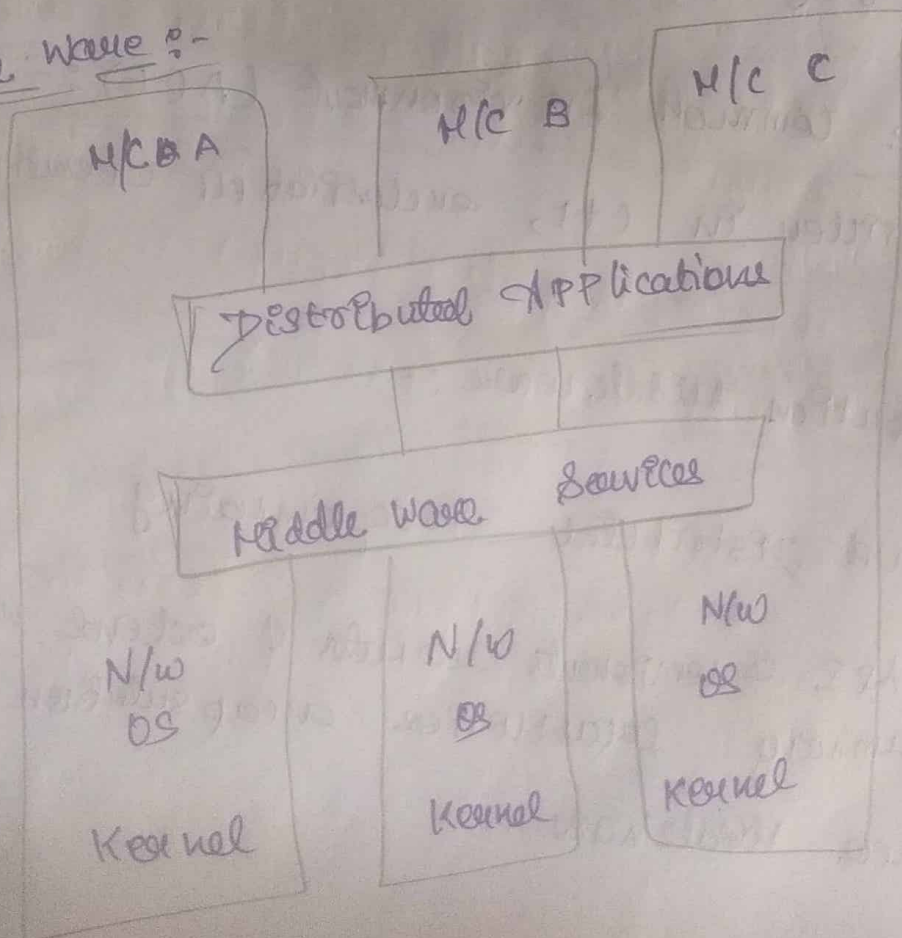 Ware :-
M/C A
M/C B
M/C C
Distributed Applications
Middle Ware Services
N/W
OS
Kernel
N/W
OS
Kernel
N/W
OS
Kernel